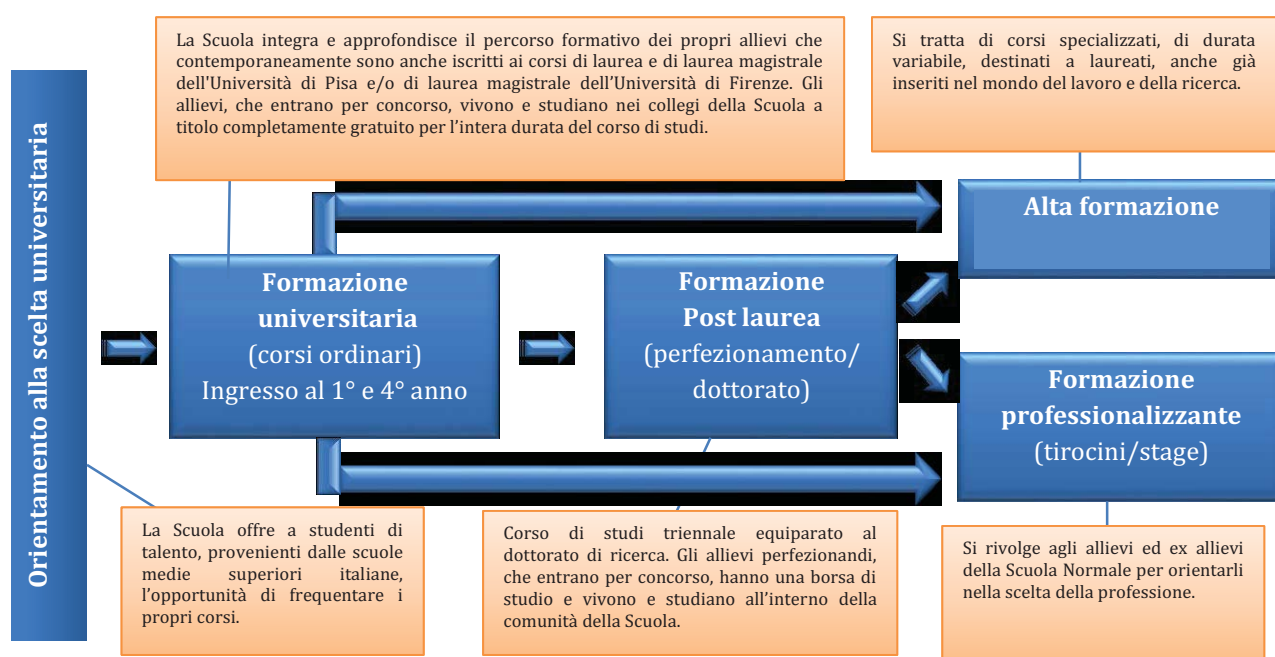 La Scuola integra e approfondisce il percorso formativo dei propri allievi che
contemporaneamente sono anche iscritti ai corsi di laurea e di laurea magistrale
dell'Università di Pisa e/o di laurea magistrale dell'Università di Firenze. Gli
allievi, che entrano per concorso, vivono e studiano nei collegi della Scuola a
titolo completamente gratuito per l'intera durata del corso di studi.
Si tratta di corsi specializzati, di durata
variabile, destinati a laureati, anche già
inseriti nel mondo del lavoro e della ricerca.
Orientamento alla scelta universitaria
Formazione
universitaria
(corsi ordinari)
Ingresso al 1° e 4° anno
Formazione
Post laurea
(perfezionamento/
dottorato)
Alta formazione
Formazione
professionalizzante
(tirocini/stage)
La Scuola offre a studenti di
talento, provenienti dalle scuole
medie superiori italiane,
l'opportunità di frequentare i
propri corsi.
Corso di studi triennale equiparato al
dottorato di ricerca. Gli allievi perfezionandi,
che entrano per concorso, hanno una borsa di
studio e vivono e studiano all'interno della
comunità della Scuola.
Si rivolge agli allievi ed ex allievi
della Scuola Normale per orientarli
nella scelta della professione.